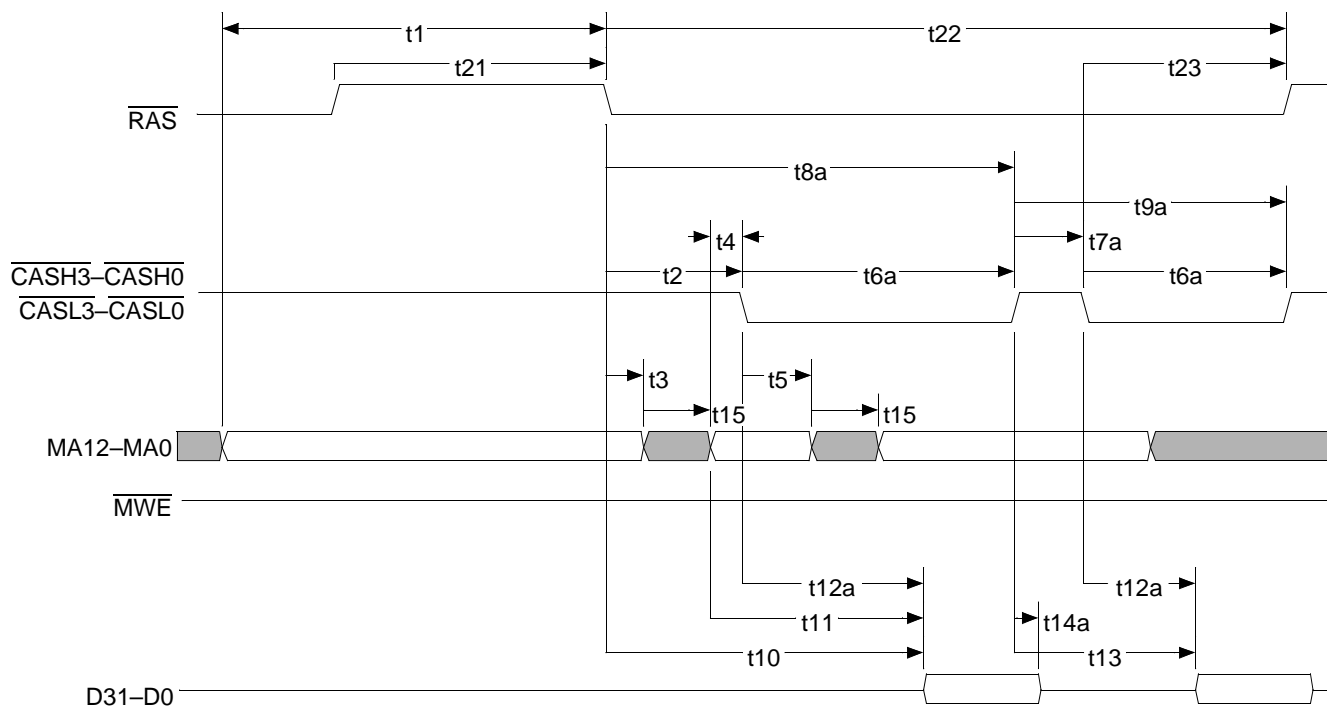 t1
t22
t21
t23
RAS
t8a
t9a
t4
t7a
CASH3–CASH0
t2
t6a
t6a
CASL3–CASL0
t3
t5
t15
t15
MA12–MA0
MWE
t12a
t12a
t11
t14a
t10
t13
D31–D0